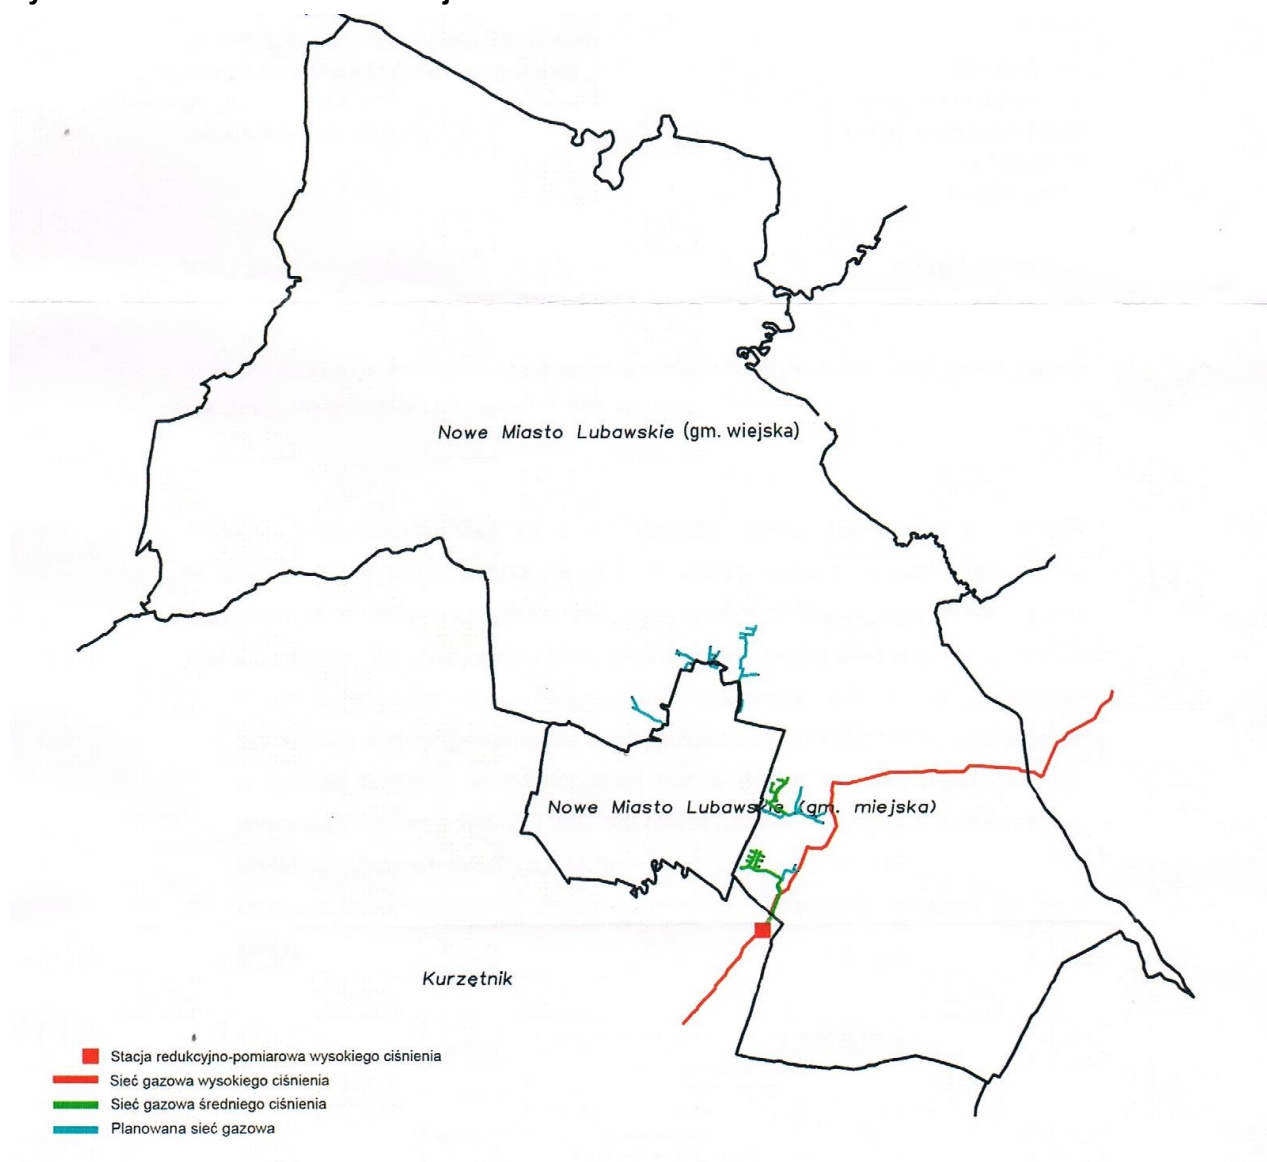 Nowe Miasto Lubawskie (gm. wiejska)
Nowe Miasto Lubawskie (gm. miejska)
Kurzętnik
Stacja redukcyjno-pomiarowa wysokiego ciśnienia
Sieć gazowa wysokiego ciśnienia
Sieć gazowa średniego ciśnienia
Planowana sieć gazowa